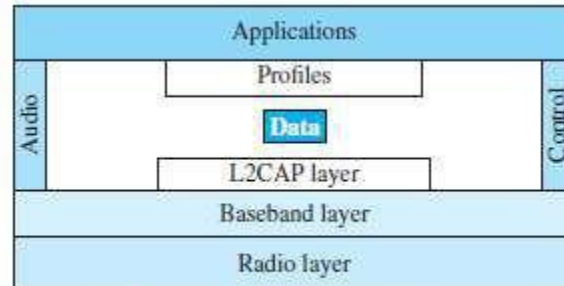 Applications
Profiles
Audio
Data
Control
L2CAP layer
Baseband layer
Radio layer